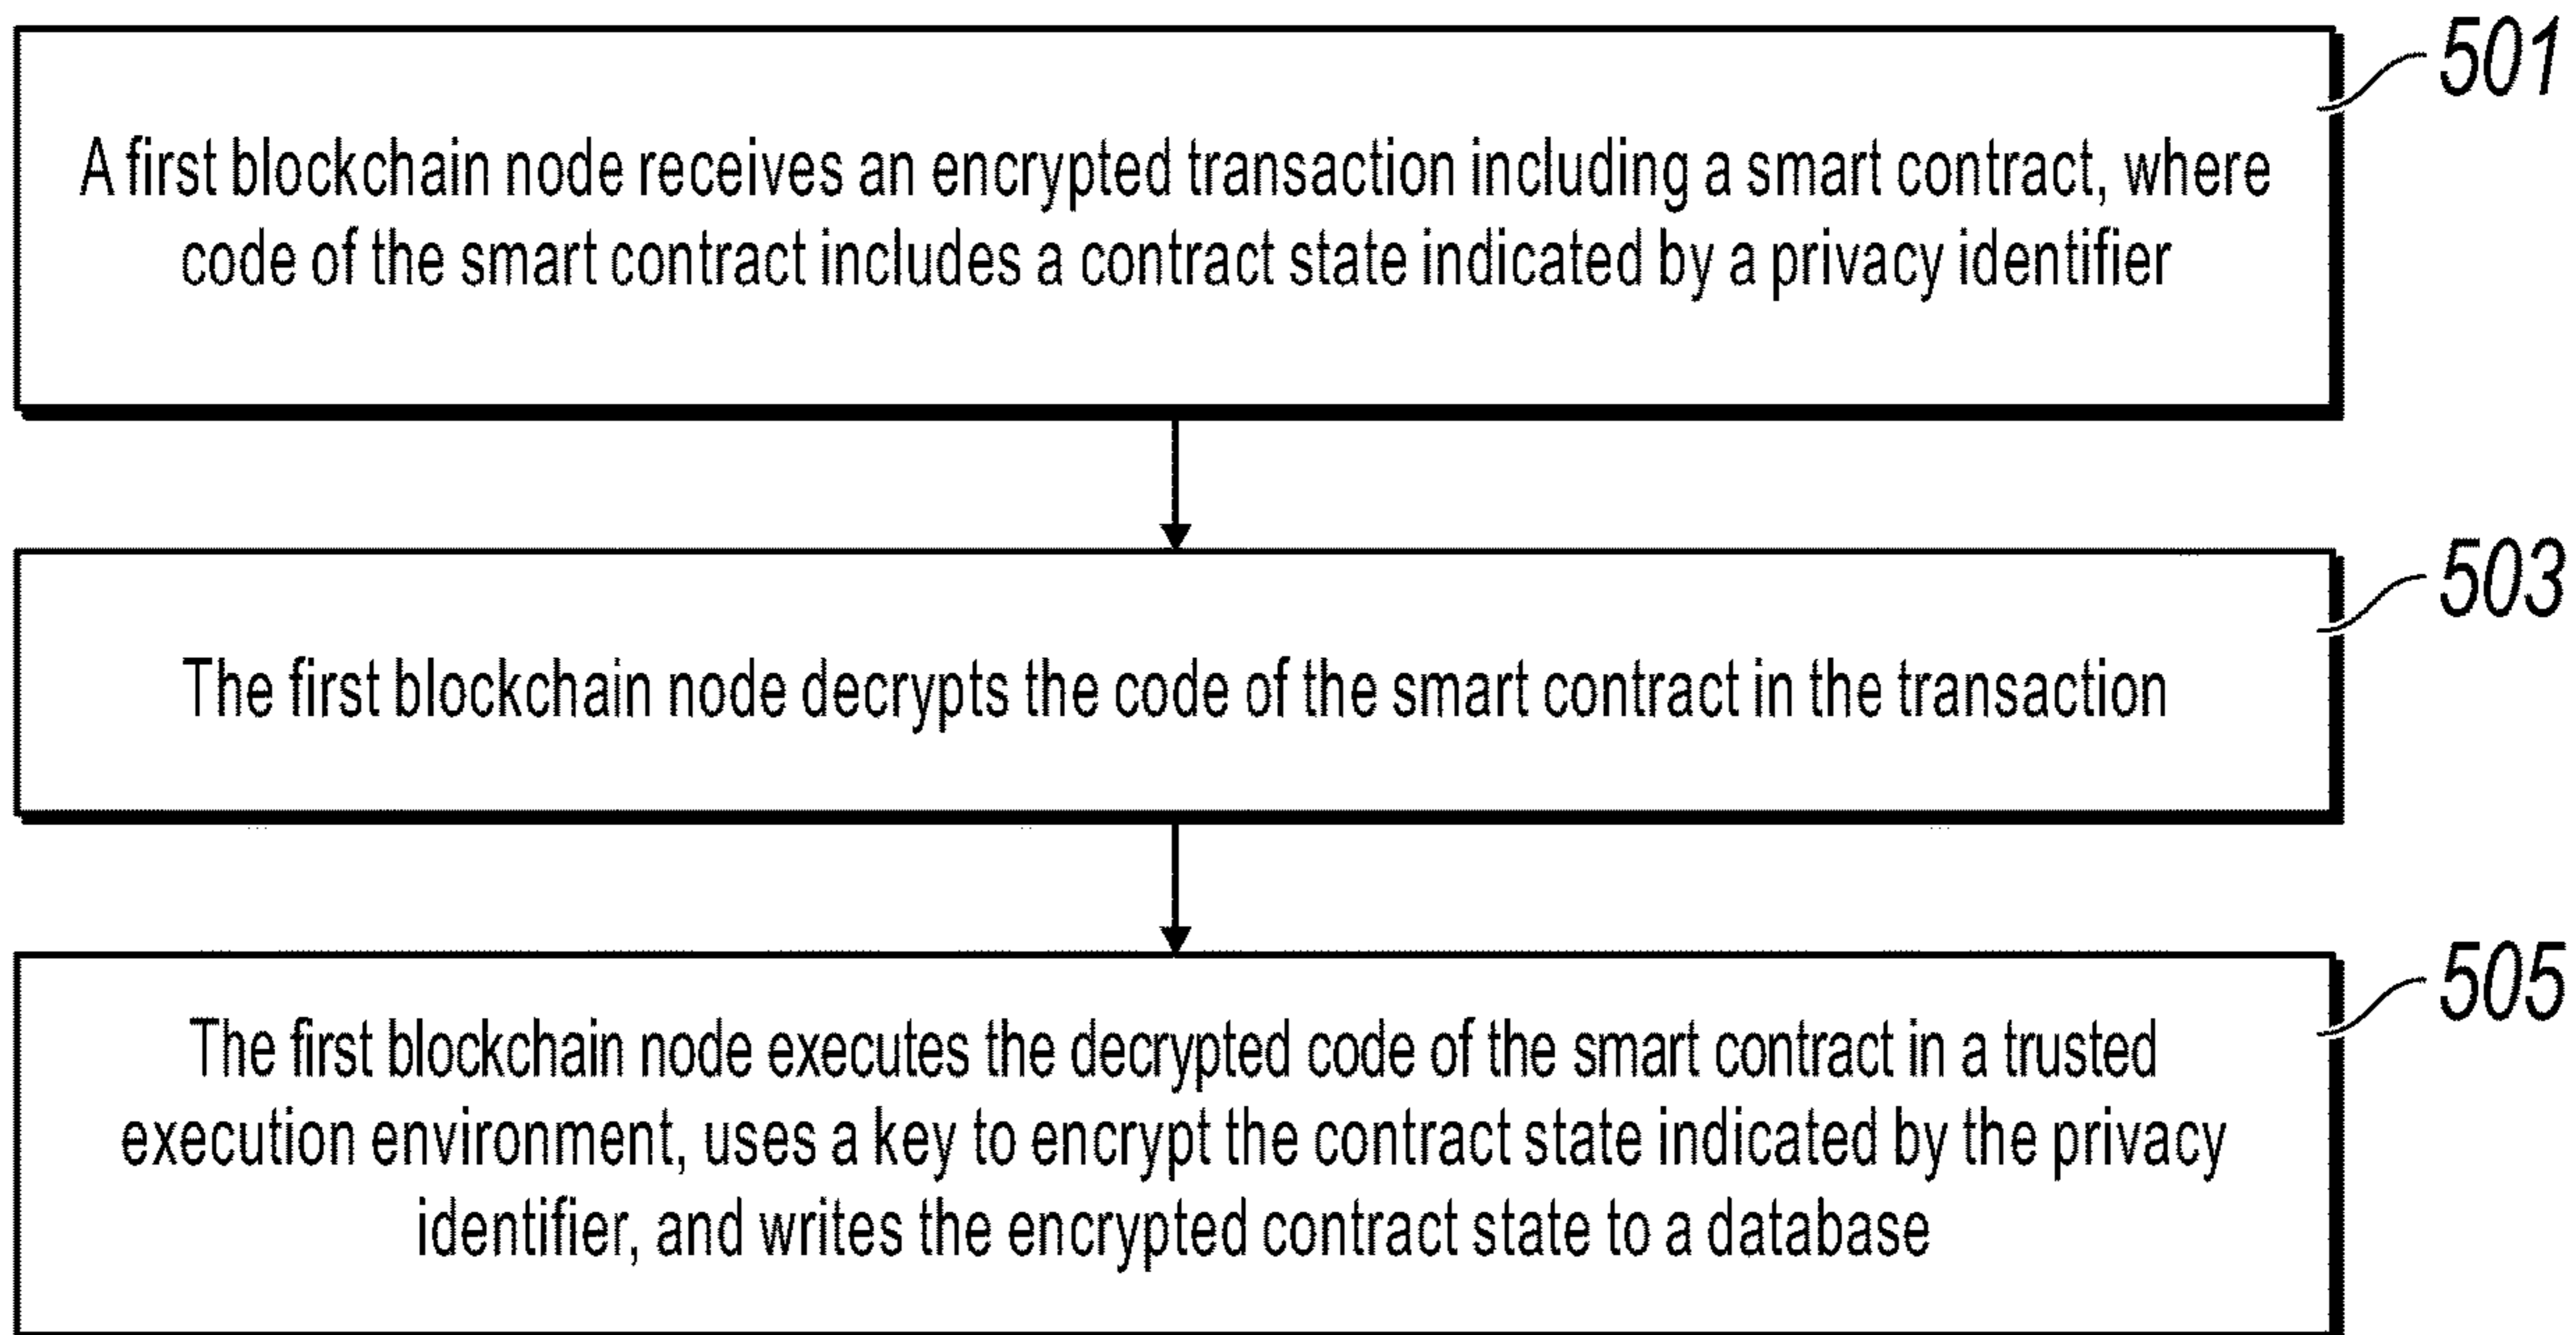 501
A first blockchain node receives an encrypted transaction including a smart contract, where
code of the smart contract includes a contract state indicated by a privacy identifier
503
The first blockchain node decrypts the code of the smart contract in the transaction
505
The first blockchain node executes the decrypted code of the smart contract in a trusted
execution environment, uses a key to encrypt the contract state indicated by the privacy
identifier, and writes the encrypted contract state to a database